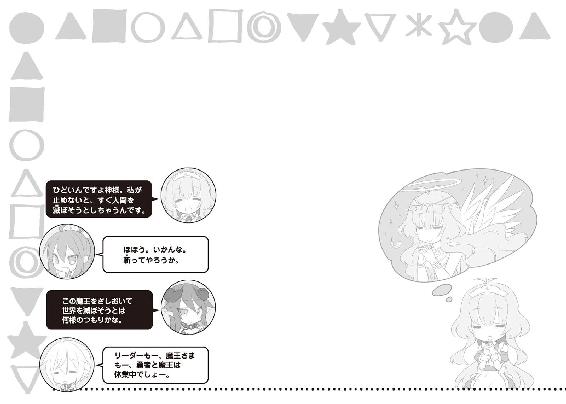 ひどいんですよ神様。私が
止めないと、すぐ人間を
滅ぼそうとしちゃうんです。
ほほう。いかんな。
斬ってやろうか。
この魔王をさしおいて
世界を滅ぼそうとは
何様のつもりかな。
リーダーもー、魔王さま
もー、勇者と魔王は
休業中でしょー。